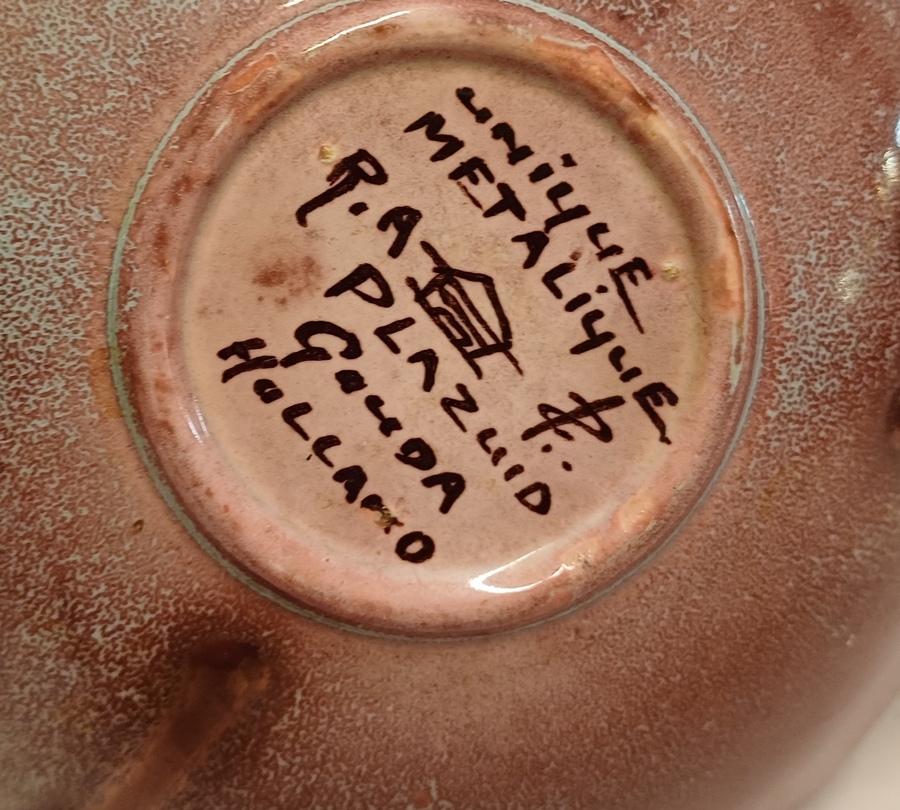 UNiqUE
METALiqUE
R.A
PLAZUID
GouDA
HoLLAND